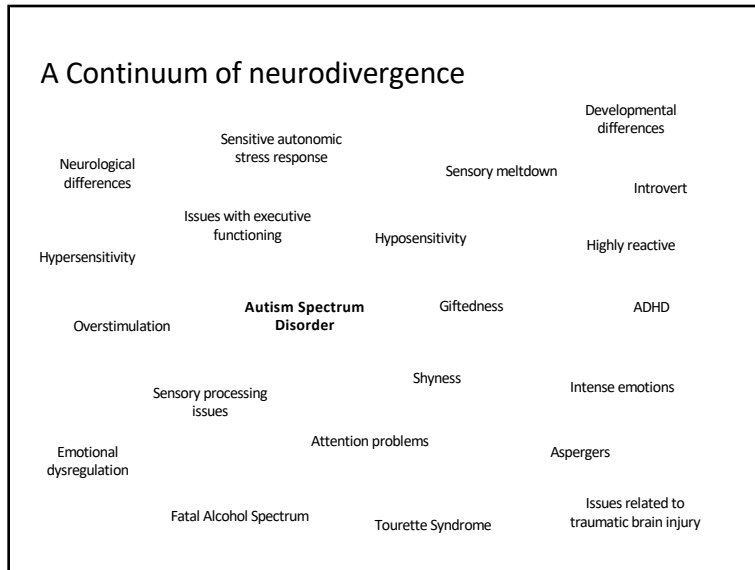 A Continuum of neurodivergence
Developmental
differences
Sensitive autonomic
stress response
Neurological
differences
Sensory meltdown
Introvert
Issues with executive
functioning
Hyposensitivity
Highly reactive
Hypersensitivity
Autism Spectrum
Disorder
Giftedness
ADHD
Overstimulation
Shyness
Intense emotions
Sensory processing
issues
Attention problems
Emotional
dysregulation
Aspergers
Issues related to
traumatic brain injury
Fatal Alcohol Spectrum
Tourette Syndrome